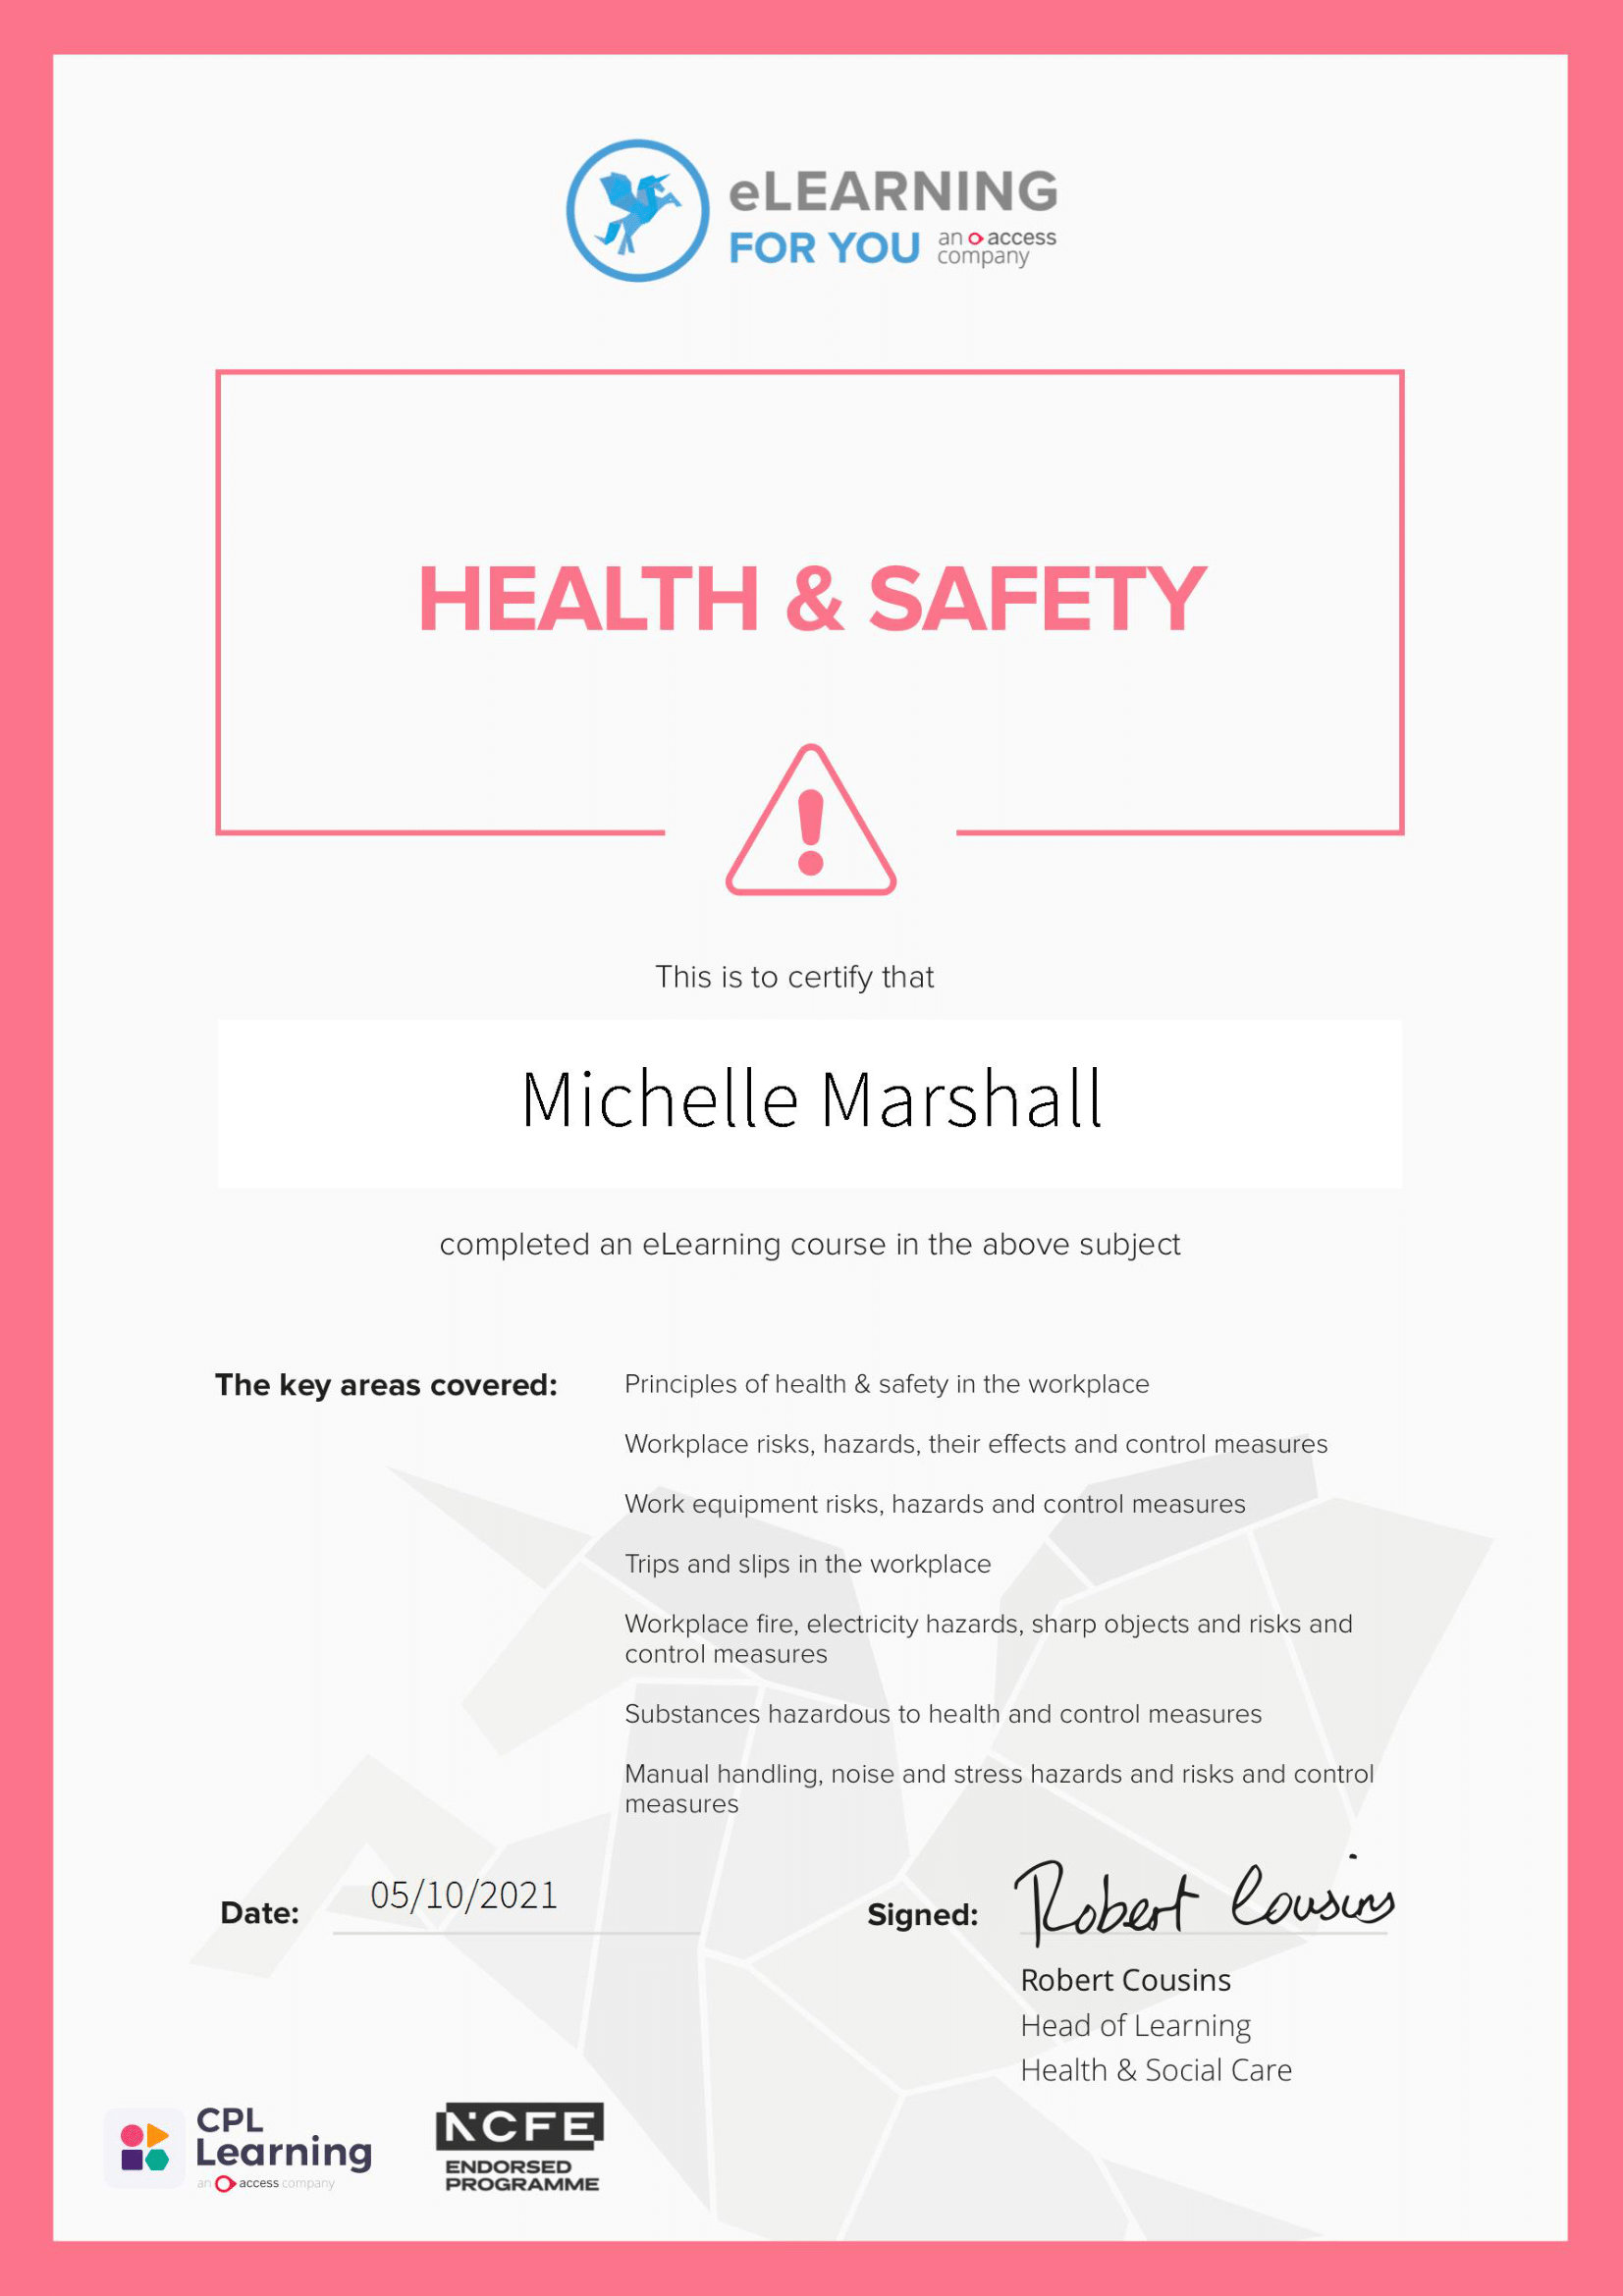 eLEARNING
FOR YOU an access company
HEALTH & SAFETY
This is to certify that
Michelle Marshall
completed an eLearning course in the above subject
The key areas covered:
Principles of health & safety in the workplace
Workplace risks, hazards, their effects and control measures
Work equipment risks, hazards and control measures
Trips and slips in the workplace
Workplace fire, electricity hazards, sharp objects and risks and
control measures
Substances hazardous to health and control measures
Manual handling, noise and stress hazards and risks and control
measures
Date: 05/10/2021
Signed: Robert Cousins
Robert Cousins
Head of Learning
Health & Social Care
CPL
Learning
an access company
NCFE
ENDORSED
PROGRAMME